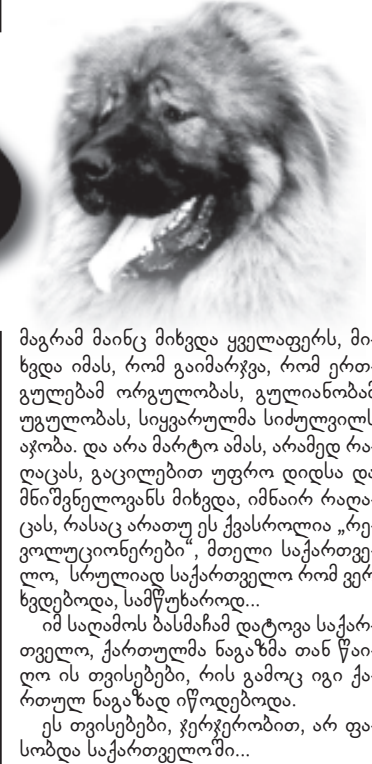 მაგრამ მაინც მიხვდა ყველაფერს, მი-
ხვდა იმას, რომ გაიმარჯვა, რომ ერთ-
გულებამ ორგულობას, გულიანობამ
უგულობას, სიყვარულმა სიძულვილს
აჯობა. და არა მარტო ამას, არამედ რა-
ღაცას, გაცილებით უფრო დიდსა და
მნიშვნელოვანს მიხვდა, იმნაირ რაღა-
ცას, რასაც არათუ ეს ქვასროლია „რე-
ვოლუციონერები“, მთელი საქართვე-
ლო, სრულიად საქართველო რომ ვერ
ხვდებოდა, სამწუხაროდ...
იმ საღამოს ბასმაჩამ დატოვა საქარ-
თველო, ქართულმა ნაგაზმა თან წაი-
ღო ის თვისებები, რის გამოც იგი ქა-
რთულ ნაგაზად იწოდებოდა.
ეს თვისებები, ჯერჯერობით, არ ფა-
სობდა საქართველოში...